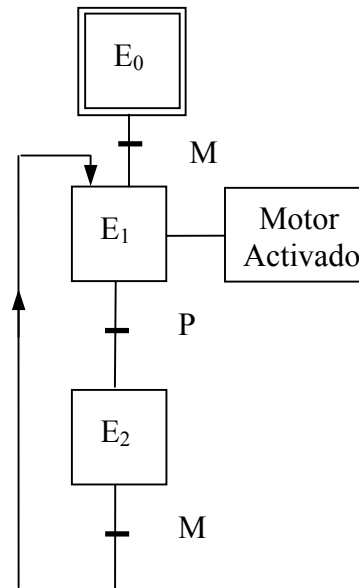 E₀
M
E₁
Motor
Activado
P
E₂
M